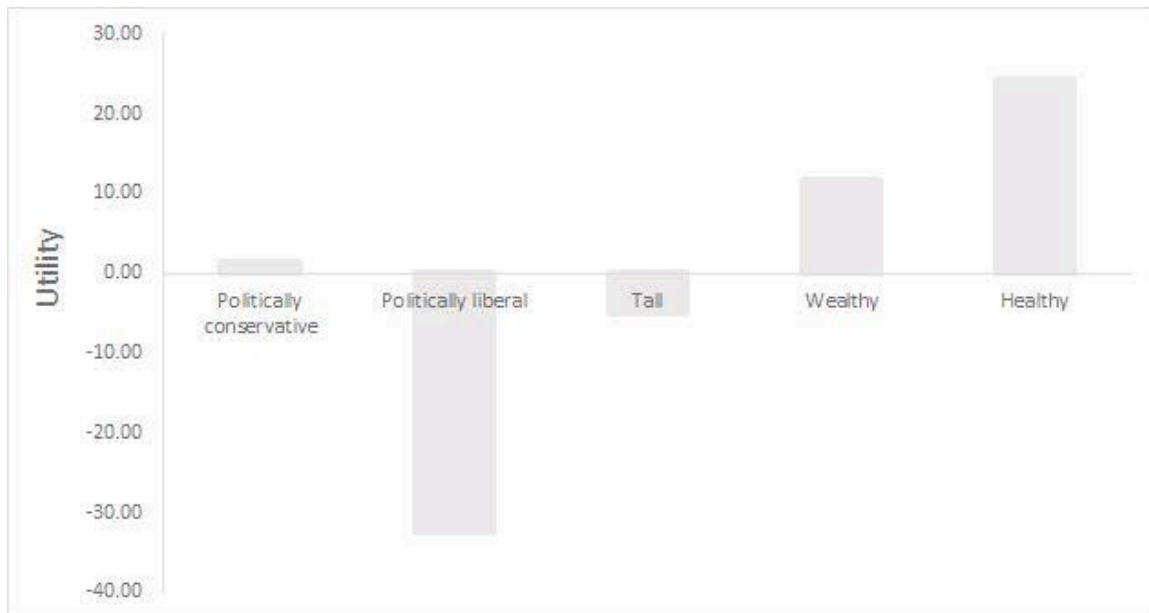 30.00
20.00
10.00
0.00
-10.00
-20.00
-30.00
-40.00
Utility
Politically
conservative
Politically liberal
Tall
Wealthy
Healthy